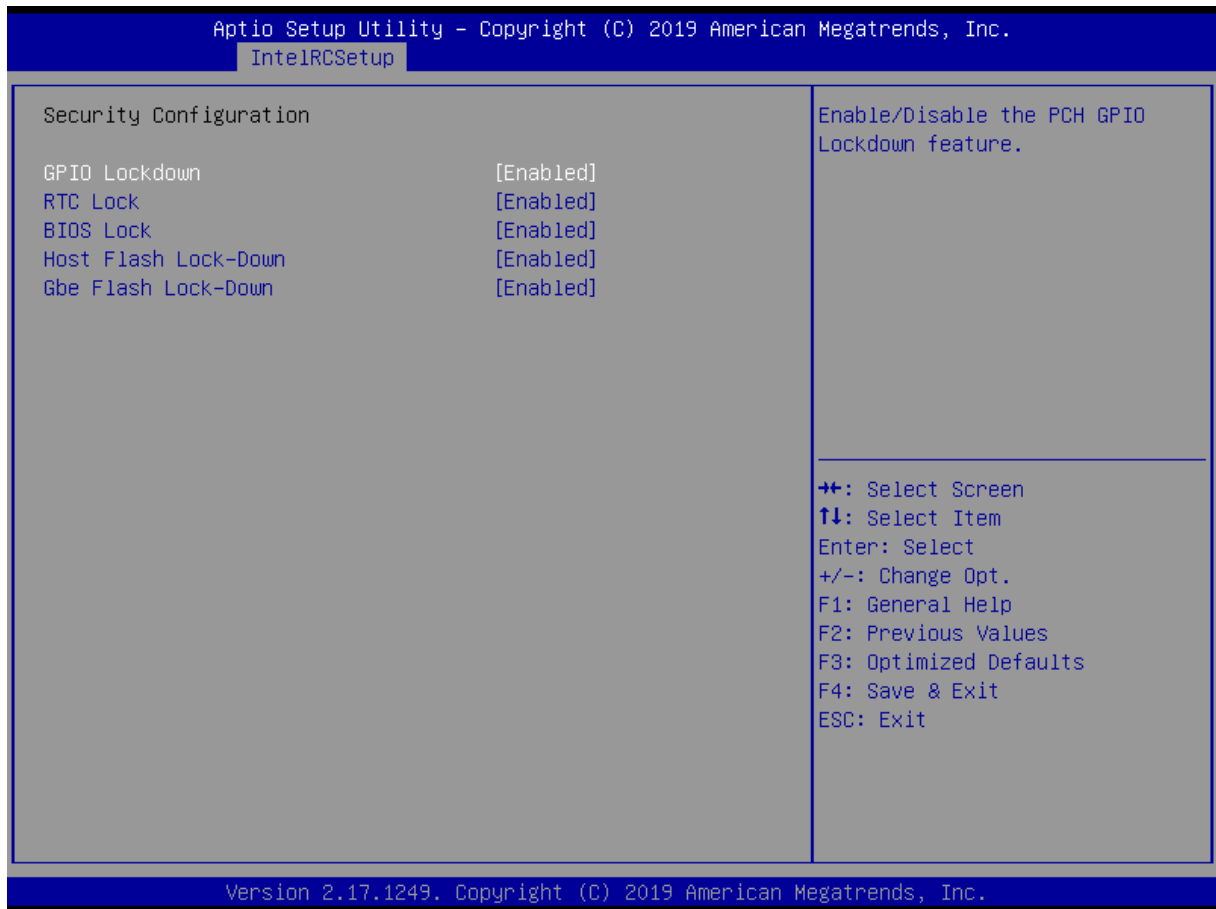 Aptio Setup Utility – Copyright (C) 2019 American Megatrends, Inc.
IntelRCSetup
Security Configuration
GPIO Lockdown [Enabled]
RTC Lock [Enabled]
BIOS Lock [Enabled]
Host Flash Lock-Down [Enabled]
Gbe Flash Lock-Down [Enabled]
Enable/Disable the PCH GPIO
Lockdown feature.
→←: Select Screen
↑↓: Select Item
Enter: Select
+/-: Change Opt.
F1: General Help
F2: Previous Values
F3: Optimized Defaults
F4: Save & Exit
ESC: Exit
Version 2.17.1249. Copyright (C) 2019 American Megatrends, Inc.